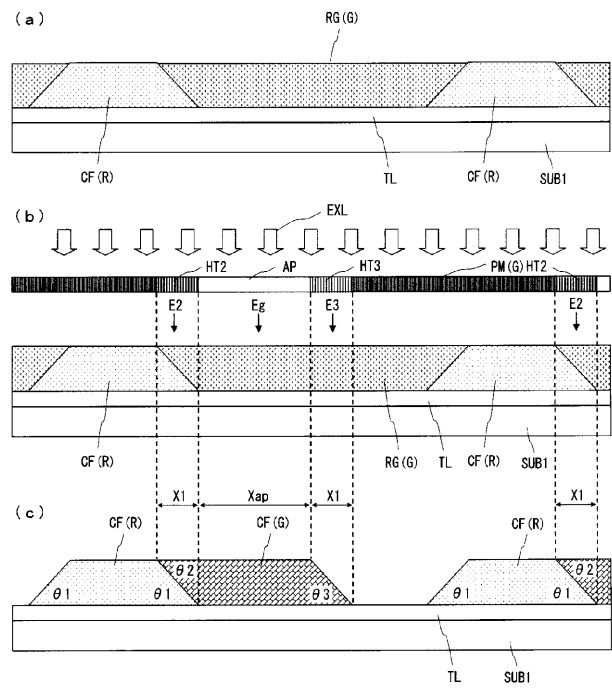 (a)
RG(G)
CF(R) TL CF(R) SUB1
(b)
EXL
HT2 AP HT3 PM(G) HT2
E2 Eg E3 E2
CF(R) RG(G) TL CF(R) SUB1
X1 Xap X1 X1
(c)
CF(R) CF(G) CF(R)
θ2 θ2
θ1 θ1 θ3 θ1 θ1
TL SUB1